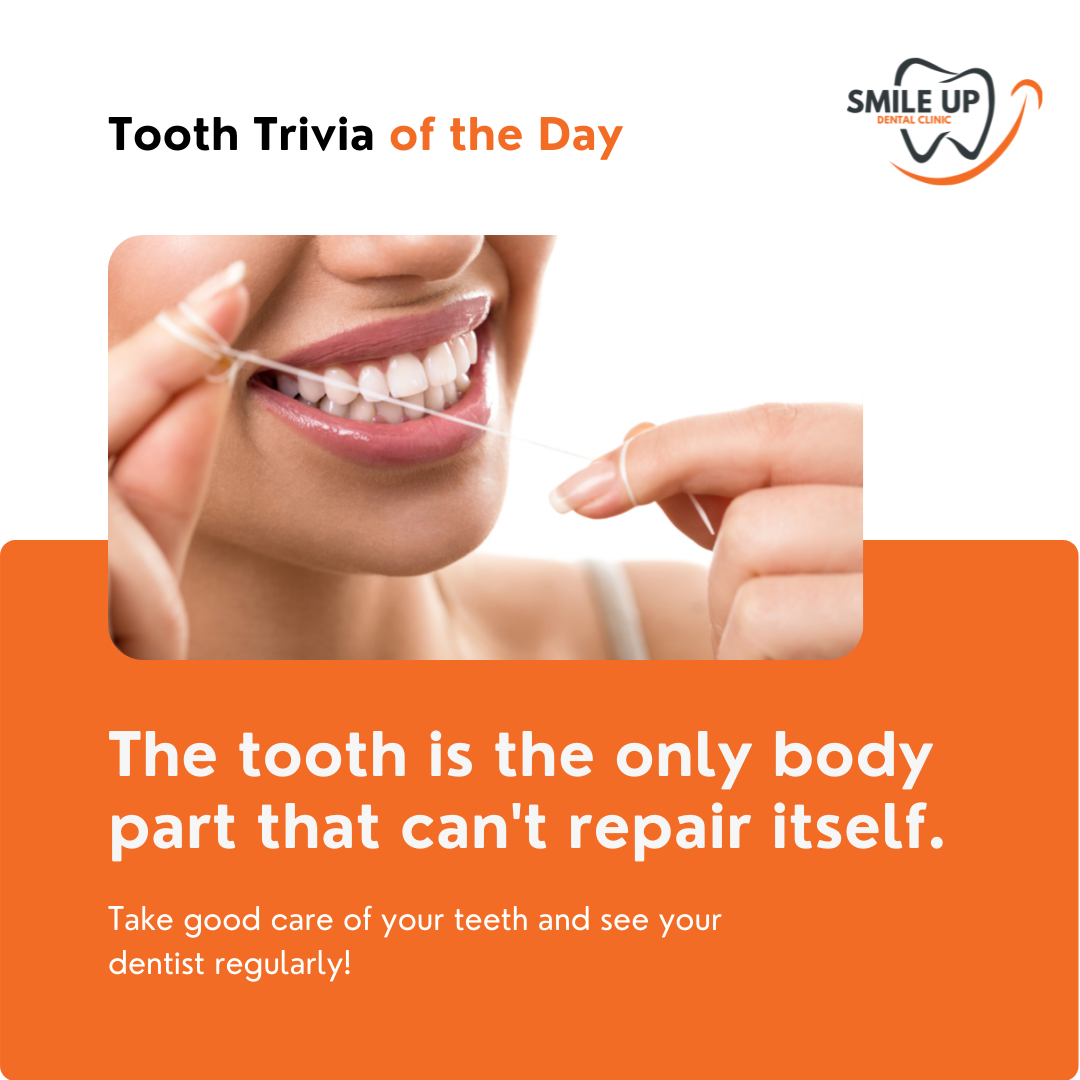 Tooth Trivia of the Day
SMILE UP
DENTAL CLINIC
The tooth is the only body
part that can't repair itself.
Take good care of your teeth and see your
dentist regularly!